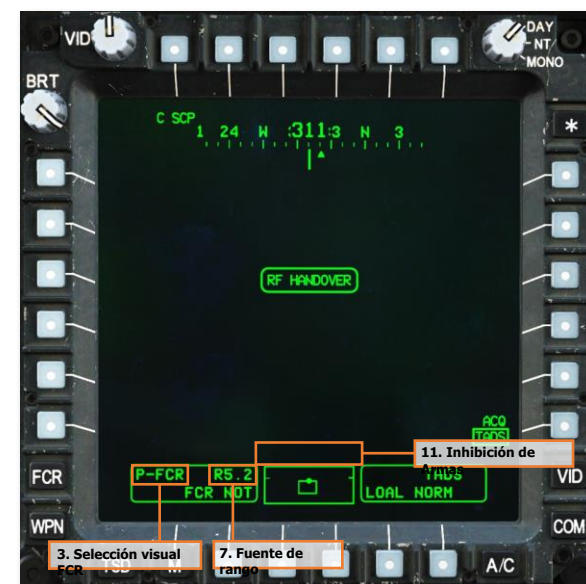 VID
DAY
NT
MONO
BRT
C SCP
1 24 W :311:3 N 3
*
RF HANDOVER
ACQ
TADS
11. Inhibición de
Armas
P-FCR R5.2 TADS
FCR NOT LOAL NORM
FCR
VID
WPN
COM
3. Selección visual
FCR
7. Fuente de
rango
TSD
M
A/C